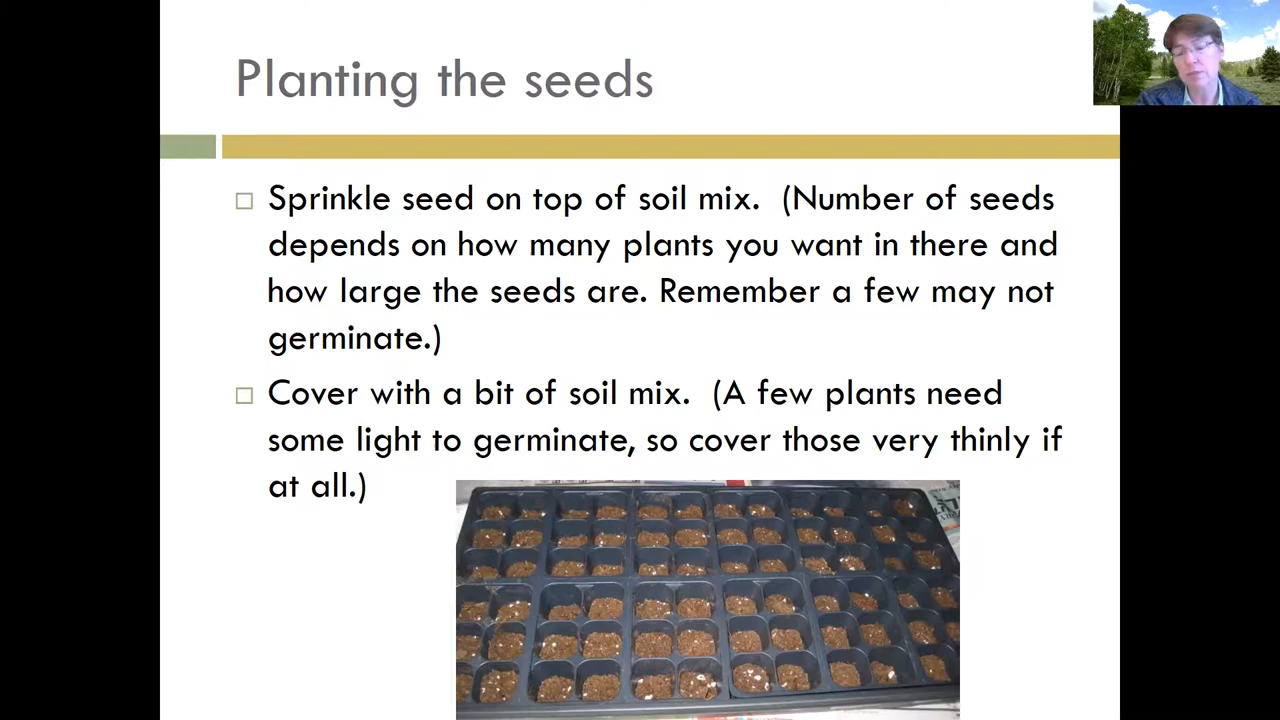 Planting the seeds
Sprinkle seed on top of soil mix. (Number of seeds
depends on how many plants you want in there and
how large the seeds are. Remember a few may not
germinate.)
Cover with a bit of soil mix. (A few plants need
some light to germinate, so cover those very thinly if
at all.)